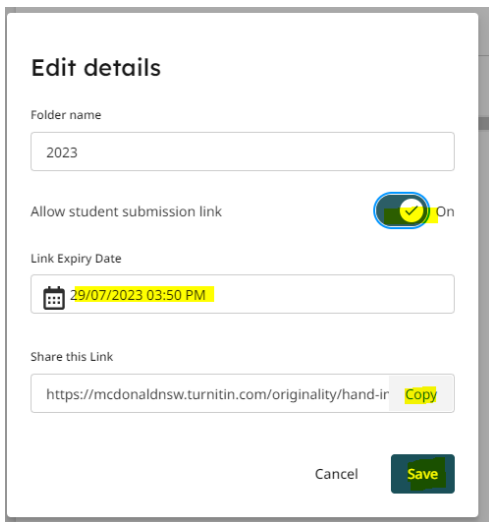 Edit details
Folder name
2023
Allow student submission link On
Link Expiry Date
29/07/2023 03:50 PM
Share this Link
https://mcdonaldnsw.turnitin.com/originality/hand-in Copy
Cancel Save